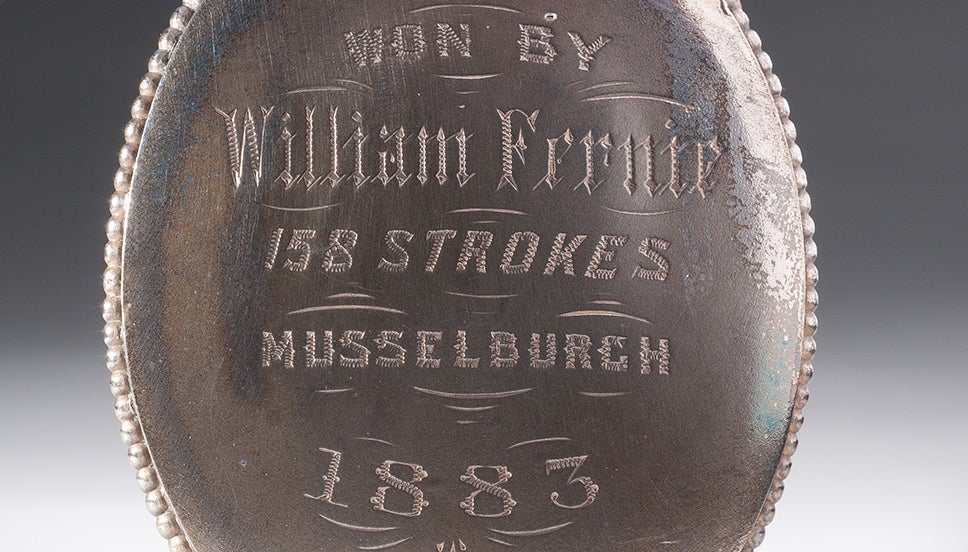 WON BY
William Fernie
158 STROKES
MUSSELBURGH
1883